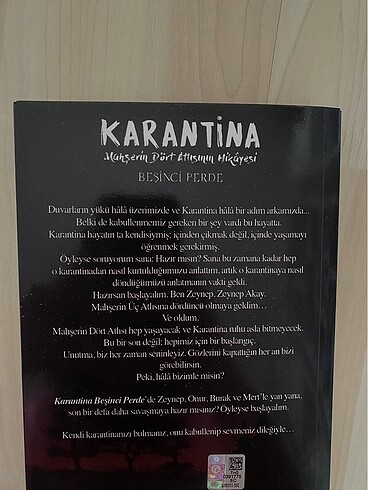 KARANTİNA
Mahşerin Dört Atlısının Hikâyesi
BEŞİNCİ PERDE
Duvarların yükü hâlâ üzerimizde ve Karantina hâlâ bir adım arkamızda...
Belki de kabullenmemiz gereken bir şey vardı bu hayatta.
Karantina hayatın ta kendisiymiş; içinden çıkmak değil, içinde yaşamayı
öğrenmek gerekirmiş.
Öyleyse soruyorum sana: Hazır mısın? Sana bu zamana kadar hep
o karantinadan nasıl kurtulduğumuzu anlattım, artık o karantinaya nasıl
döndüğümüzü anlatmanın vakti geldi.
Hazırsan başlayalım. Ben Zeynep. Zeynep Akay.
Mahşerin Üç Atlısına dördüncü olmaya geldim....
Ve oldum.
Mahşerin Dört Atlısı hep yaşayacak ve Karantina ruhu asla bitmeyecek.
Bu bir son değil; hepimiz için bir başlangıç.
Unutma, biz her zaman seninleyiz. Gözlerini kapattığın her an bizi
görebilirsin.
Peki, hâlâ bizimle misin?
Karantina Beşinci Perde'de Zeynep, Onur, Burak ve Mert'le yan yana,
son bir defa daha savaşmaya hazır mısınız? Öyleyse başlayalım.
Kendi karantinanızı bulmanız, onu kabullenip sevmeniz dileğiyle...